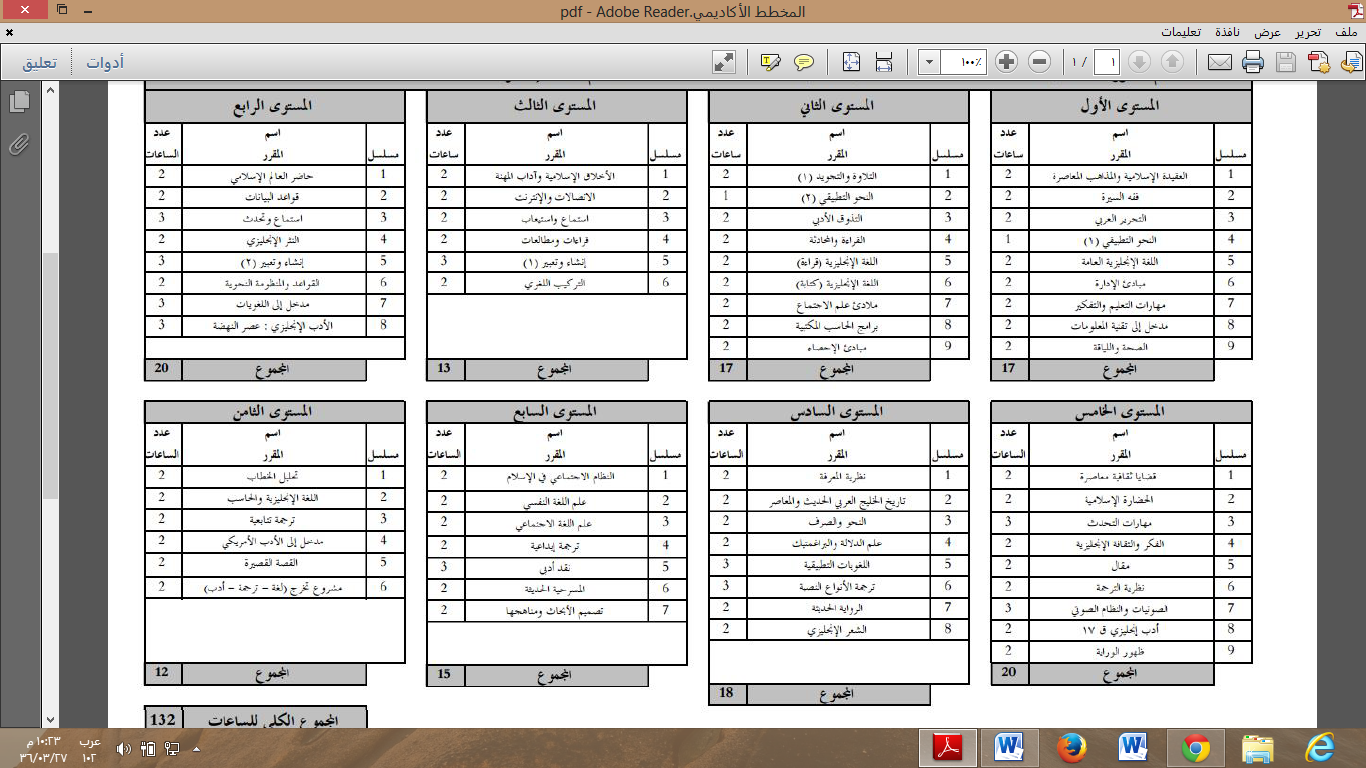 المخطط الأكاديمي.pdf - Adobe Reader
ملف تحرير عرض نافذة تعليمات
١ / ١ ١٠٠٪ أدوات تعليق
المستوى الأول
مسلسل اسم المقرر عدد الساعات
1 العقيدة الإسلامية والمذاهب المعاصرة 2
2 فقه السيرة 2
3 التحرير العربي 2
4 النحو التطبيقي (١) 1
5 اللغة الإنجليزية العامة 2
6 مبادئ الإدارة 2
7 مهارات التعليم والتفكير 2
8 مدخل إلى تقنية المعلومات 2
9 الصحة واللياقة 2
المجموع 17
المستوى الثاني
مسلسل اسم المقرر عدد ساعات
1 التلاوة والتجويد (١) 2
2 النحو التطبيقي (٢) 1
3 التذوق الأدبي 2
4 القراءة والمحادثة 2
5 اللغة الإنجليزية (قراءة) 2
6 اللغة الإنجليزية (كتابة) 2
7 ملادئ علم الاجتماع 2
8 برامج الحاسب المكتبية 2
9 مبادئ الإحصاء 2
المجموع 17
المستوى الثالث
مسلسل اسم المقرر عدد ساعات
1 الأخلاق الإسلامية وآداب المهنة 2
2 الاتصالات والإنترنت 2
3 استماع واستيعاب 2
4 قراءات ومطالعات 2
5 إنشاء وتعبير (١) 3
6 التركيب اللغري 2
المجموع 13
المستوى الرابع
مسلسل اسم المقرر عدد الساعات
1 حاضر العالم الإسلامي 2
2 قواعد البيانات 2
3 استماع وتحدث 3
4 النثر الإنجليزي 2
5 إنشاء وتعبير (٢) 3
6 القواعد والمنظومة النحوية 2
7 مدخل إلى اللغويات 3
8 الأدب الإنجليزي : عصر النهضة 3
المجموع 20
المستوى الخامس
مسلسل اسم المقرر عدد الساعات
1 قضايا ثقافية معاصرة 2
2 الحضارة الإسلامية 2
3 مهارات التحدث 3
4 الفكر والثقافة الإنجليزية 2
5 مقال 2
6 نظرية الترجمة 2
7 الصوتيات والنظام الصوتي 3
8 أدب إنجليزي ق ١٧ 2
9 ظهور الوراية 2
المجموع 20
المستوى السادس
مسلسل اسم المقرر عدد الساعات
1 نظرية المعرفة 2
2 تاريخ الخليج العربي الحديث والمعاصر 2
3 النحو والصرف 2
4 علم الدلالة والبراغمتيك 2
5 اللغويات التطبيقية 3
6 ترجمة الأنواع النصية 3
7 الرواية الحديثة 2
8 الشعر الإنجليزي 2
المجموع 18
المستوى السابع
مسلسل اسم المقرر عدد الساعات
1 النظام الاجتماعي في الإسلام 2
2 علم اللغة النفسي 2
3 علم اللغة الاجتماعي 2
4 ترجمة إبداعية 2
5 نقد أدبي 3
6 المسرحية الحديثة 2
7 تصميم الأبحاث ومناهجها 2
المجموع 15
المستوى الثامن
مسلسل اسم المقرر عدد الساعات
1 تحليل الخطاب 2
2 اللغة الإنجليزية والحاسب 2
3 ترجمة تتابعية 2
4 مدخل إلى الأدب الأمريكي 2
5 القصة القصيرة 2
6 مشروع تخرج (لغة – ترجمة – أدب) 2
المجموع 12
المجموع الكلي للساعات 132
عرب ١٠٢
١٠:٢٣ م
٣٦/٠٣/٢٧